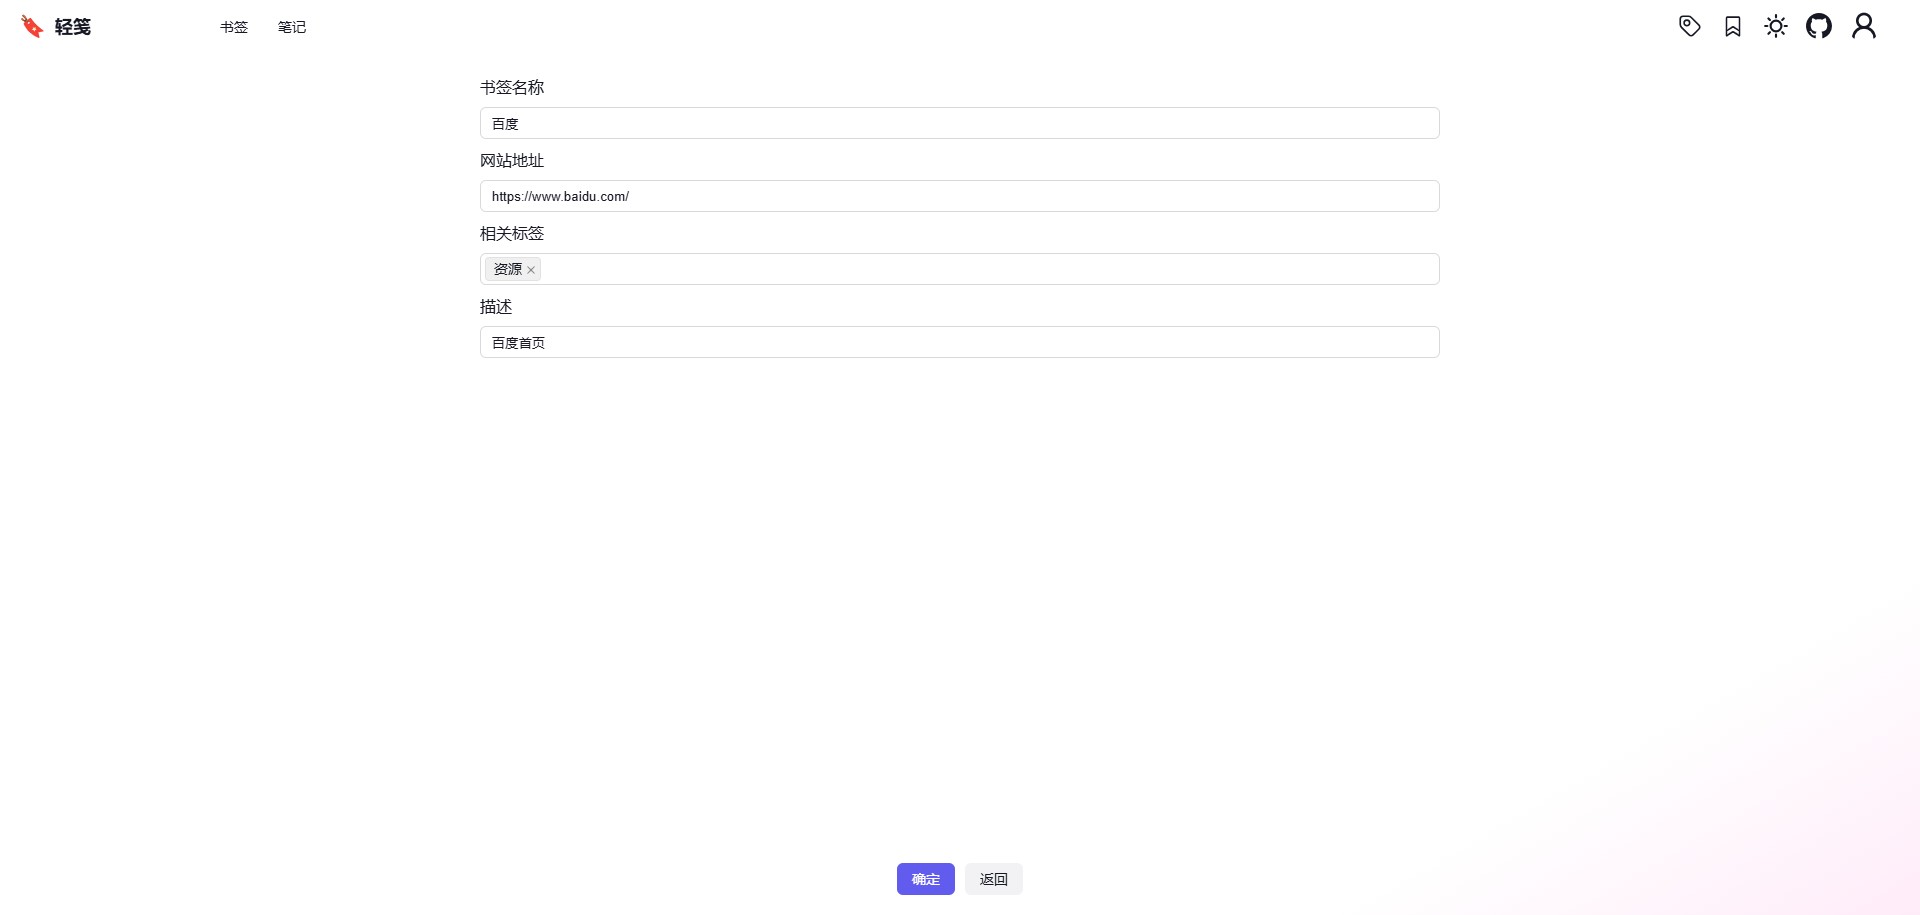 轻笺 书签 笔记
书签名称
百度
网站地址
https://www.baidu.com/
相关标签
资源 ×
描述
百度首页
确定 返回